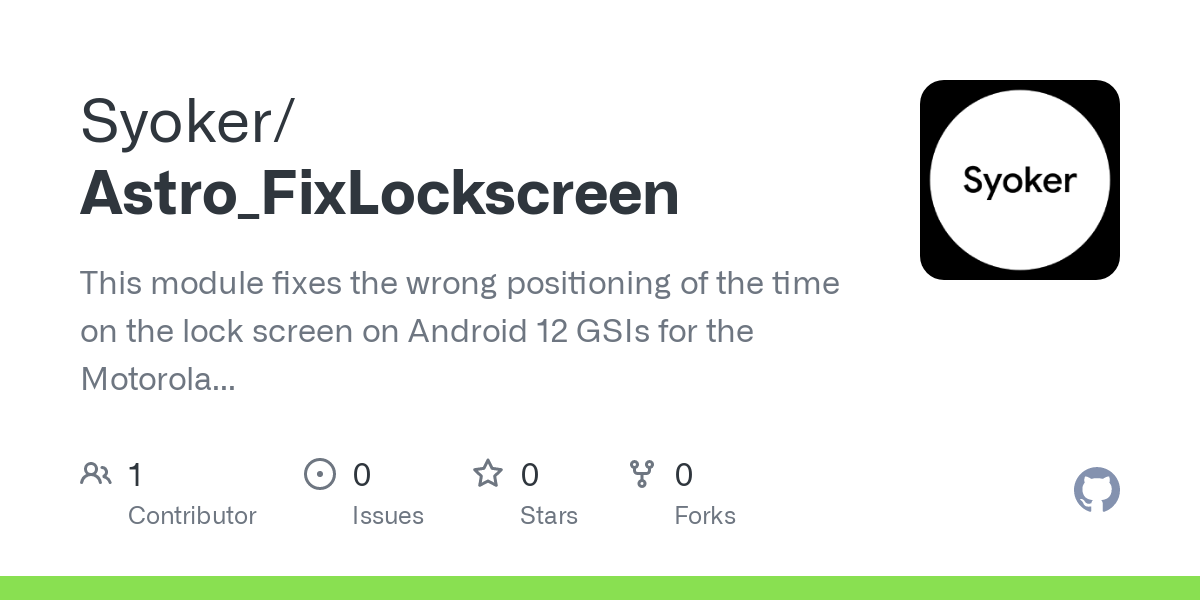 Syoker/
Astro_FixLockscreen
Syoker
This module fixes the wrong positioning of the time
on the lock screen on Android 12 GSIs for the
Motorola...
1
Contributor
0
Issues
0
Stars
0
Forks